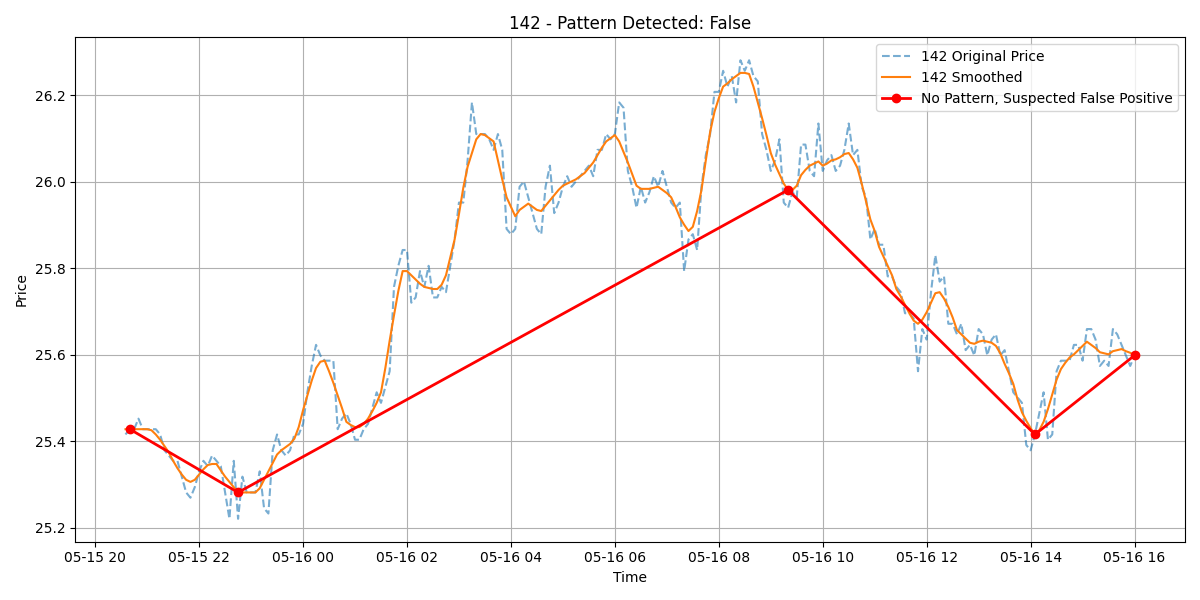 142 - Pattern Detected: False
142 Original Price
142 Smoothed
No Pattern, Suspected False Positive
Price
26.2
26.0
25.8
25.6
25.4
25.2
05-15 20 05-15 22 05-16 00 05-16 02 05-16 04 05-16 06 05-16 08 05-16 10 05-16 12 05-16 14 05-16 16
Time